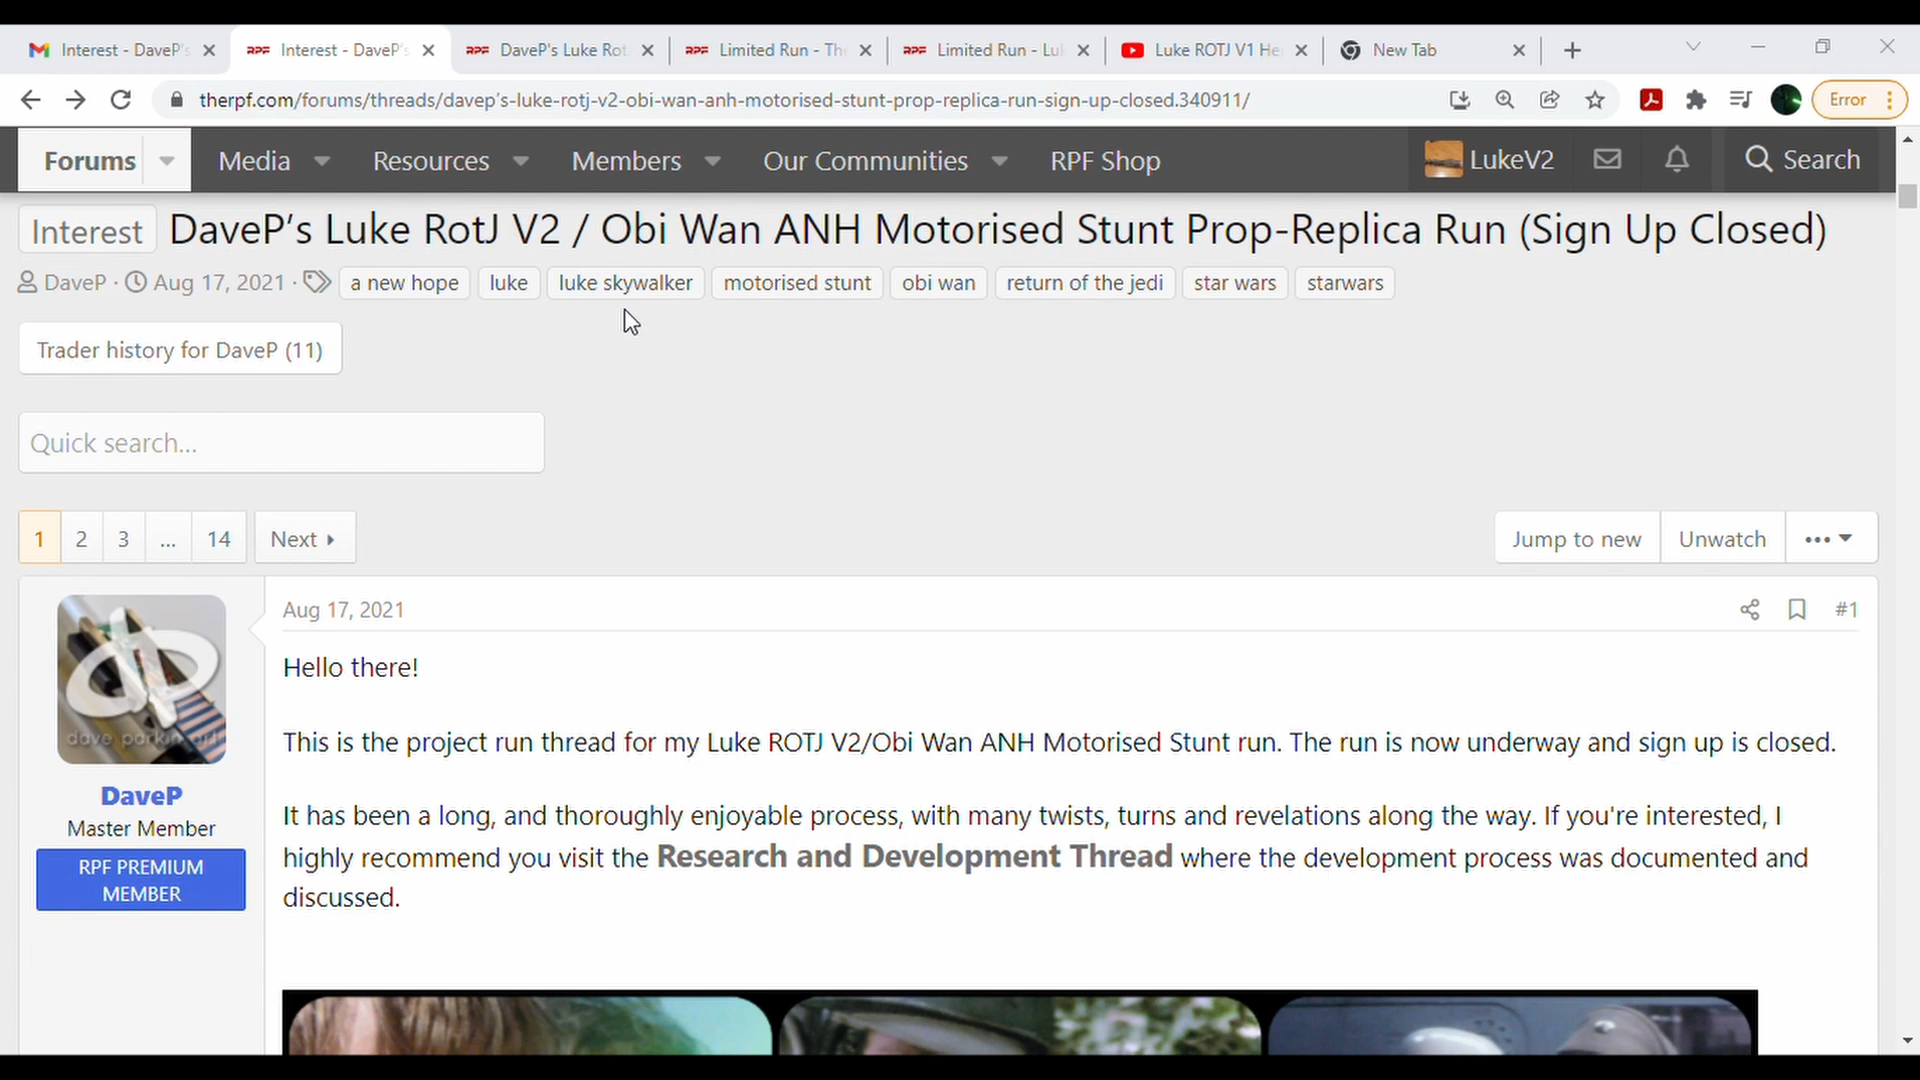 Interest - DaveP's
Interest - DaveP's
DaveP's Luke Rot
Limited Run - Th
Limited Run - Lu
Luke ROTJ V1 He
New Tab
therpf.com/forums/threads/davep's-luke-rotj-v2-obi-wan-anh-motorised-stunt-prop-replica-run-sign-up-closed.340911/
Error
Forums
Media
Resources
Members
Our Communities
RPF Shop
LukeV2
Search
Interest DaveP's Luke RotJ V2 / Obi Wan ANH Motorised Stunt Prop-Replica Run (Sign Up Closed)
DaveP · Aug 17, 2021 · a new hope luke luke skywalker motorised stunt obi wan return of the jedi star wars starwars
Trader history for DaveP (11)
Quick search...
1 2 3 ... 14 Next
Jump to new Unwatch •••
Aug 17, 2021
#1
dave parkin art
DaveP
Master Member
RPF PREMIUM
MEMBER
Hello there!
This is the project run thread for my Luke ROTJ V2/Obi Wan ANH Motorised Stunt run. The run is now underway and sign up is closed.
It has been a long, and thoroughly enjoyable process, with many twists, turns and revelations along the way. If you're interested, I
highly recommend you visit the Research and Development Thread where the development process was documented and
discussed.